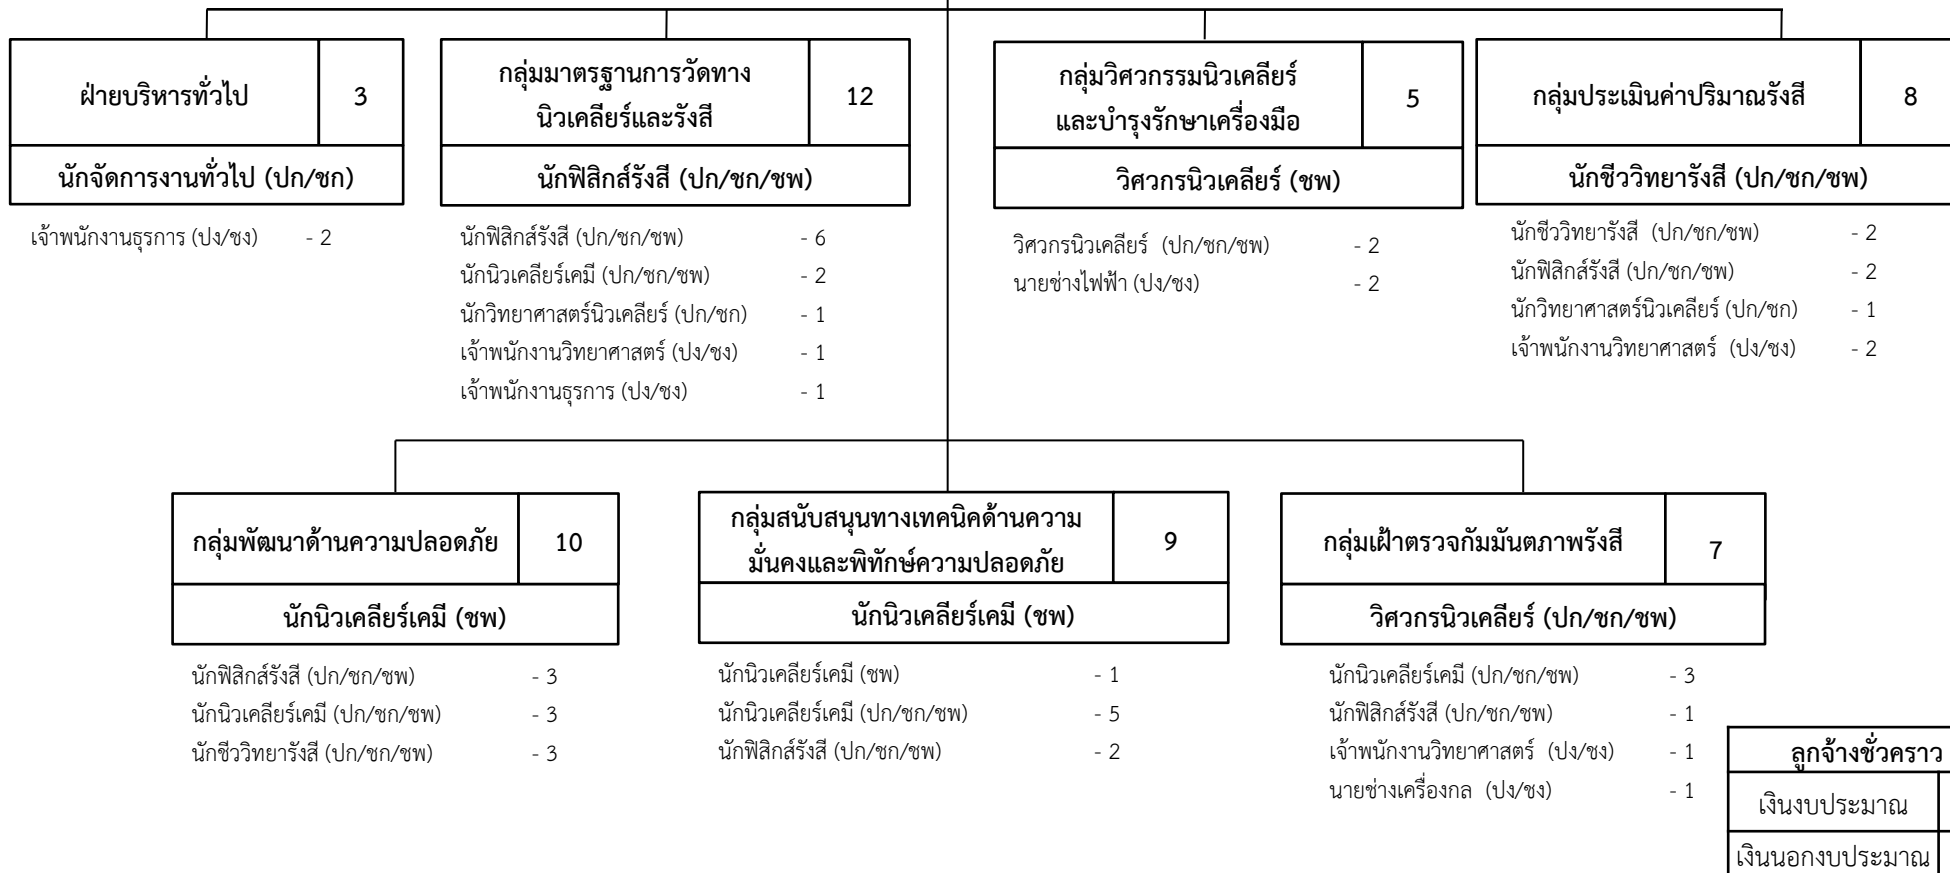 ฝ่ายบริหารทั่วไป 3
นักจัดการงานทั่วไป (ปก/ชก)
เจ้าพนักงานธุรการ (ปง/ชง) - 2
กลุ่มมาตรฐานการวัดทาง
นิวเคลียร์และรังสี 12
นักฟิสิกส์รังสี (ปก/ชก/ชพ)
นักฟิสิกส์รังสี (ปก/ชก/ชพ) - 6
นักนิวเคลียร์เคมี (ปก/ชก/ชพ) - 2
นักวิทยาศาสตร์นิวเคลียร์ (ปก/ชก) - 1
เจ้าพนักงานวิทยาศาสตร์ (ปง/ชง) - 1
เจ้าพนักงานธุรการ (ปง/ชง) - 1
กลุ่มวิศวกรรมนิวเคลียร์
และบำรุงรักษาเครื่องมือ 5
วิศวกรนิวเคลียร์ (ชพ)
วิศวกรนิวเคลียร์ (ปก/ชก/ชพ) - 2
นายช่างไฟฟ้า (ปง/ชง) - 2
กลุ่มประเมินค่าปริมาณรังสี 8
นักชีววิทยารังสี (ปก/ชก/ชพ)
นักชีววิทยารังสี (ปก/ชก/ชพ) - 2
นักฟิสิกส์รังสี (ปก/ชก/ชพ) - 2
นักวิทยาศาสตร์นิวเคลียร์ (ปก/ชก) - 1
เจ้าพนักงานวิทยาศาสตร์ (ปง/ชง) - 2
กลุ่มพัฒนาด้านความปลอดภัย 10
นักนิวเคลียร์เคมี (ชพ)
นักฟิสิกส์รังสี (ปก/ชก/ชพ) - 3
นักนิวเคลียร์เคมี (ปก/ชก/ชพ) - 3
นักชีววิทยารังสี (ปก/ชก/ชพ) - 3
กลุ่มสนับสนุนทางเทคนิคด้านความ
มั่นคงและพิทักษ์ความปลอดภัย 9
นักนิวเคลียร์เคมี (ชพ)
นักนิวเคลียร์เคมี (ชพ) - 1
นักนิวเคลียร์เคมี (ปก/ชก/ชพ) - 5
นักฟิสิกส์รังสี (ปก/ชก/ชพ) - 2
กลุ่มเฝ้าตรวจกัมมันตภาพรังสี 7
วิศวกรนิวเคลียร์ (ปก/ชก/ชพ)
นักนิวเคลียร์เคมี (ปก/ชก/ชพ) - 3
นักฟิสิกส์รังสี (ปก/ชก/ชพ) - 1
เจ้าพนักงานวิทยาศาสตร์ (ปง/ชง) - 1
นายช่างเครื่องกล (ปง/ชง) - 1
ลูกจ้างชั่วคราว
เงินงบประมาณ
เงินนอกงบประมาณ